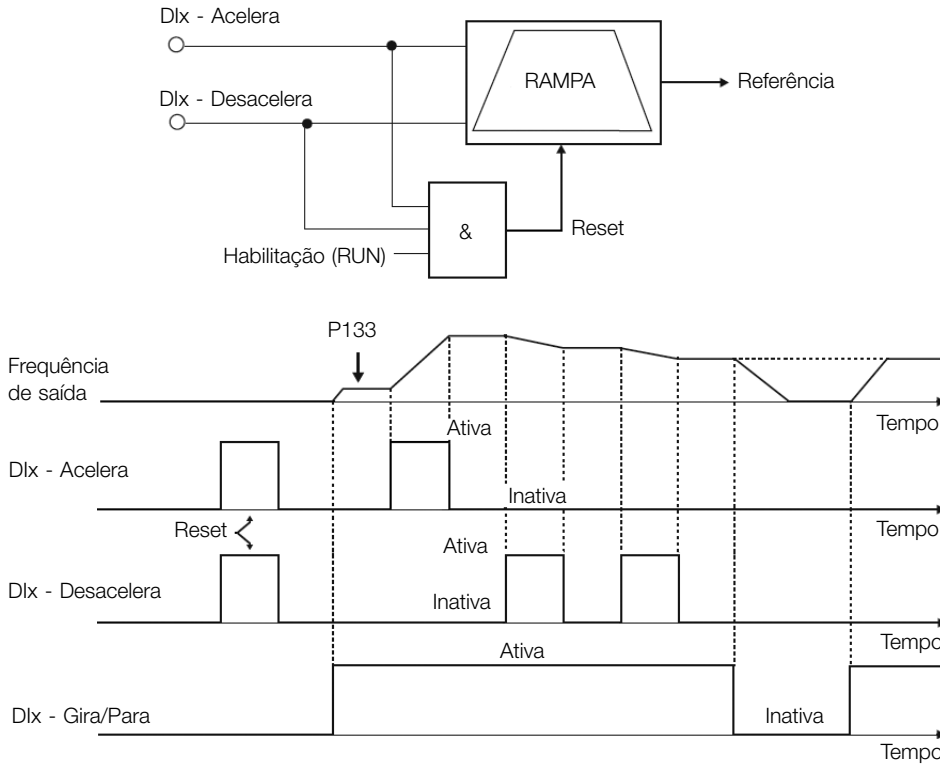 DIx - Acelera
DIx - Desacelera
RAMPA
Referência
&
Reset
Habilitação (RUN)
P133
Frequência
de saída
Tempo
Ativa
DIx - Acelera
Inativa
Tempo
Reset
Ativa
DIx - Desacelera
Inativa
Tempo
Ativa
DIx - Gira/Para
Inativa
Tempo